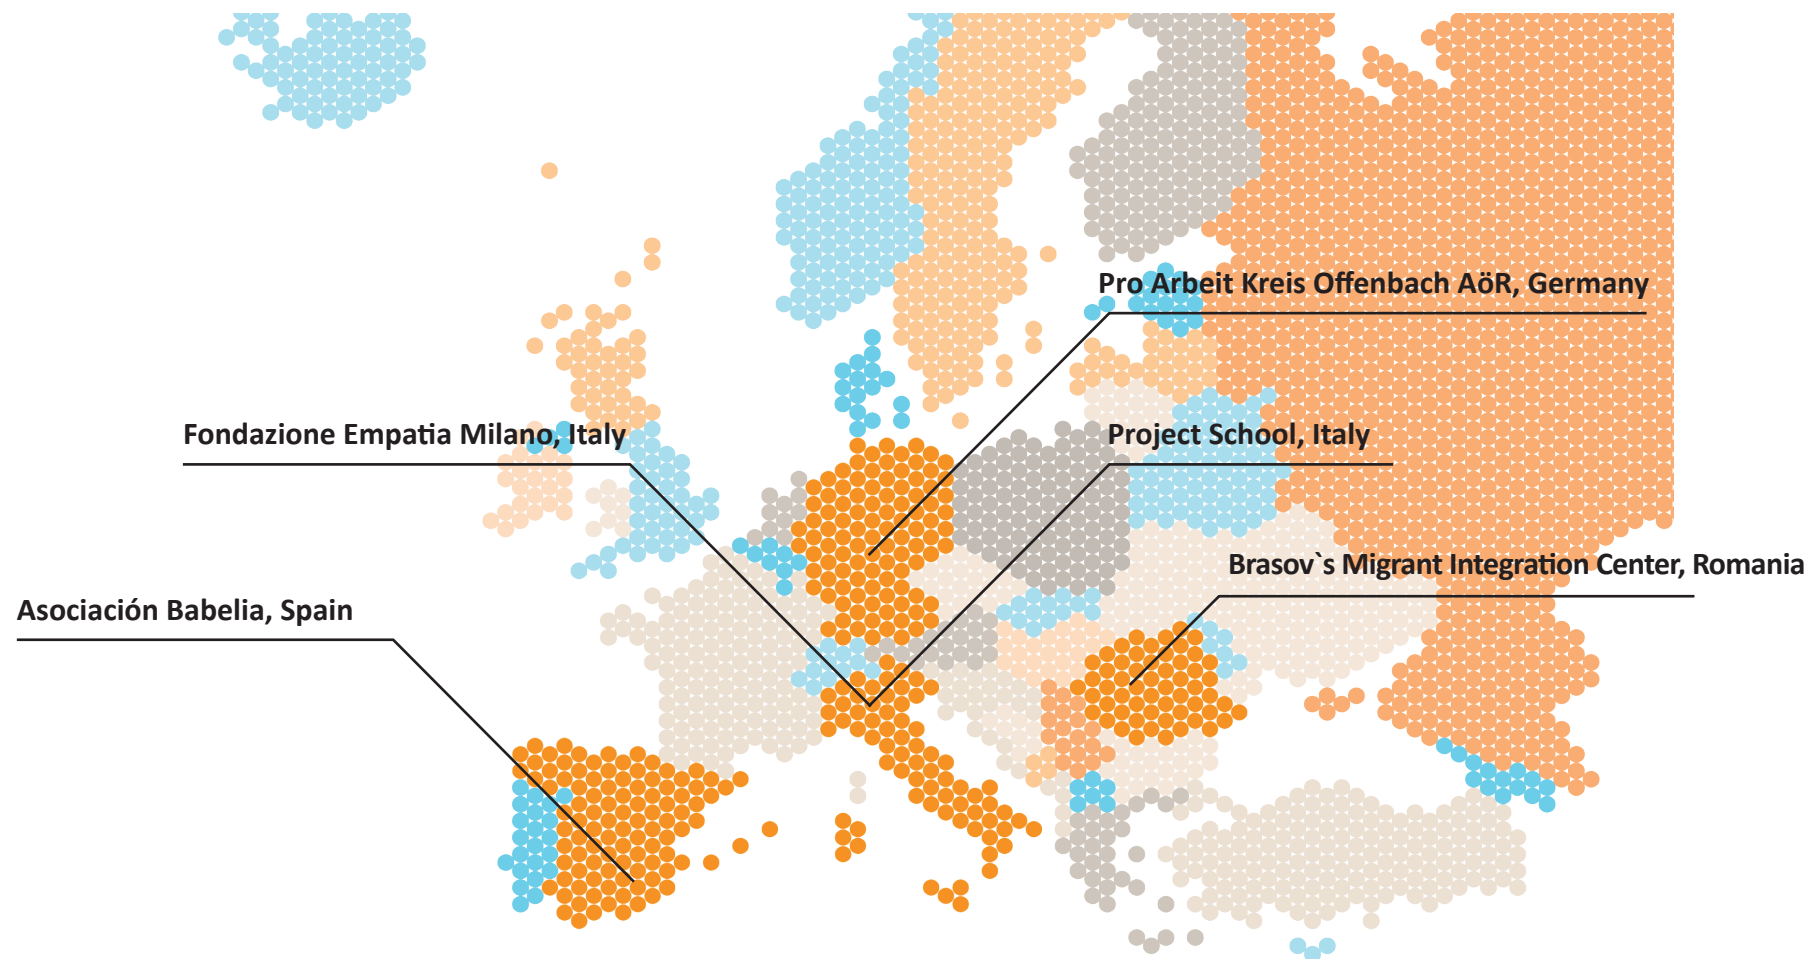 Pro Arbeit Kreis Offenbach AöR, Germany
Fondazione Empatia Milano, Italy
Project School, Italy
Brasov`s Migrant Integration Center, Romania
Asociación Babelia, Spain